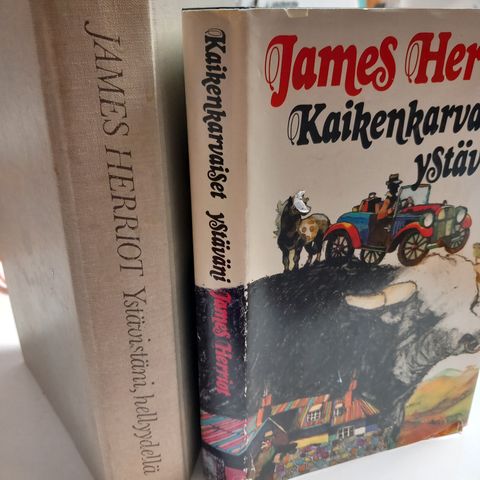 JAMES HERRIOT Ystävistäni, hellyydellä
Kaikenkarvaiset ystäväni James Herriot
James Her
Kaikenkarva
ystäv